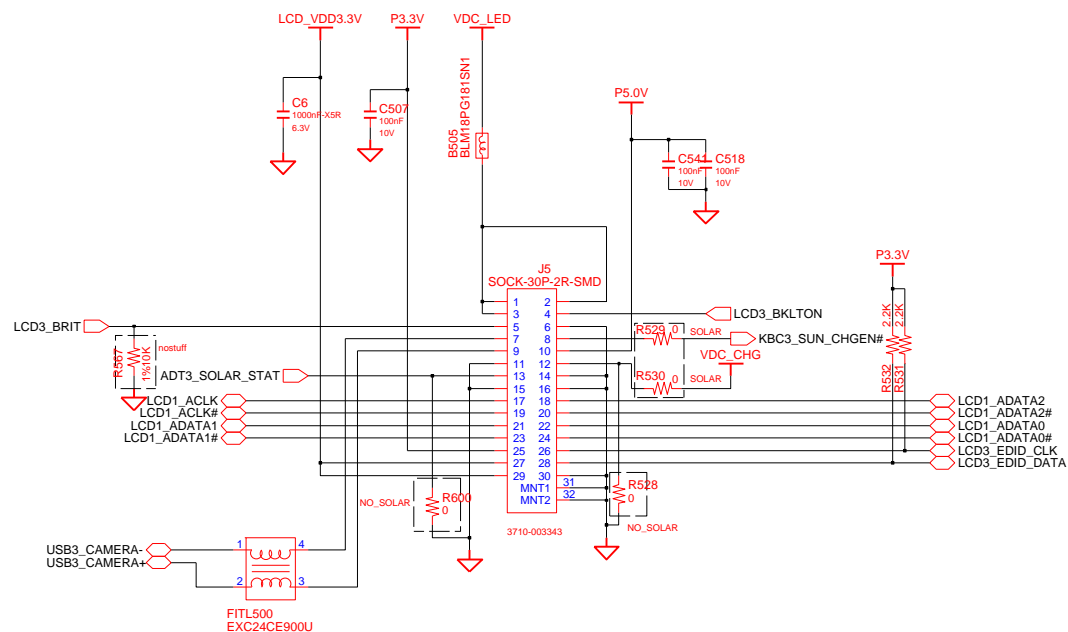 LCD_VDD3.3V
P3.3V
VDC_LED
C6
1000nF-X5R
6.3V
C507
100nF
10V
B505
BLM18PG181SN1
P5.0V
C541
100nF
10V
C518
100nF
10V
P3.3V
2.2K
2.2K
R532
R531
J5
SOCK-30P-2R-SMD
1 2
3 4
5 6
7 8
9 10
11 12
13 14
15 16
17 18
19 20
21 22
23 24
25 26
27 28
29 30
MNT1 31
MNT2 32
3710-003343
LCD3_BRIT
R567
1%10K
nostuff
ADT3_SOLAR_STAT
LCD1_ACLK
LCD1_ACLK#
LCD1_ADATA1
LCD1_ADATA1#
LCD3_BKLTON
R529 0 SOLAR
KBC3_SUN_CHGEN#
VDC_CHG
R530 0 SOLAR
LCD1_ADATA2
LCD1_ADATA2#
LCD1_ADATA0
LCD1_ADATA0#
LCD3_EDID_CLK
LCD3_EDID_DATA
NO_SOLAR
R600
0
R528
0
NO_SOLAR
USB3_CAMERA-
USB3_CAMERA+
1 4
2 3
FITL500
EXC24CE900U